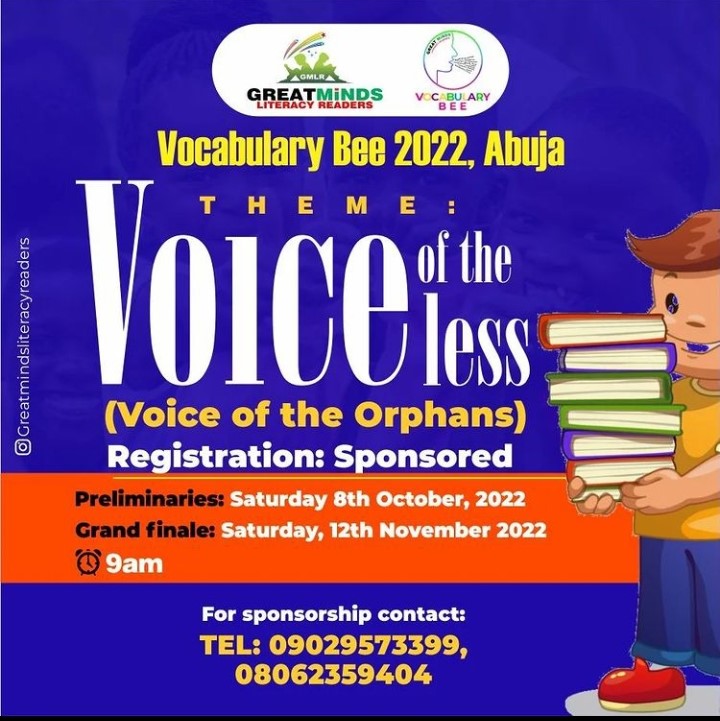 GMLR
GREATMiNDS
LITERACY READERS
GREAT MINDS
VOCABULARY
BEE
Vocabulary Bee 2022, Abuja
THEME:
Voice of the less
(Voice of the Orphans)
Registration: Sponsored
Preliminaries: Saturday 8th October, 2022
Grand finale: Saturday, 12th November 2022
9am
For sponsorship contact:
TEL: 09029573399,
08062359404
Greatmindsliteracyreaders